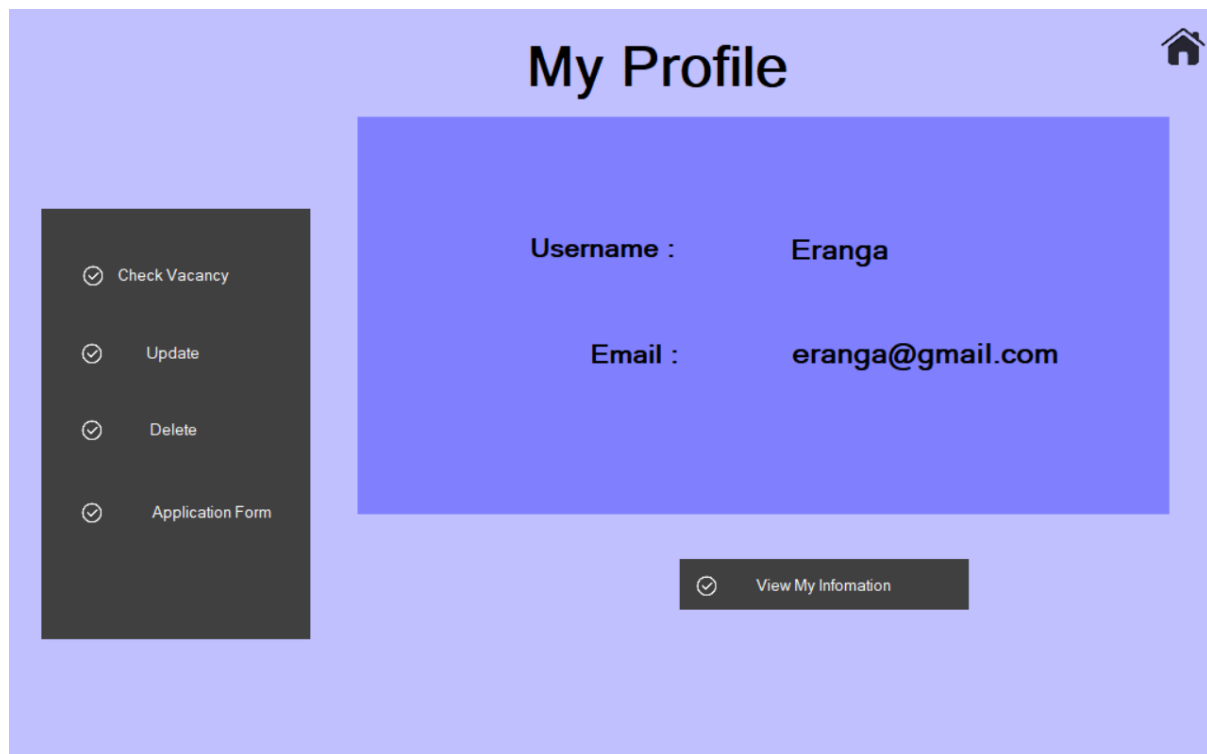 My Profile
Check Vacancy
Update
Delete
Application Form
Username :
Eranga
Email :
eranga@gmail.com
View My Infomation